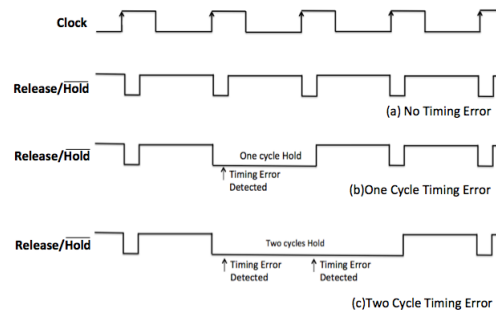 Clock
Release/Hold
(a) No Timing Error
Release/Hold
One cycle Hold
Timing Error
Detected
(b)One Cycle Timing Error
Release/Hold
Two cycles Hold
Timing Error Timing Error
Detected Detected
(c)Two Cycle Timing Error